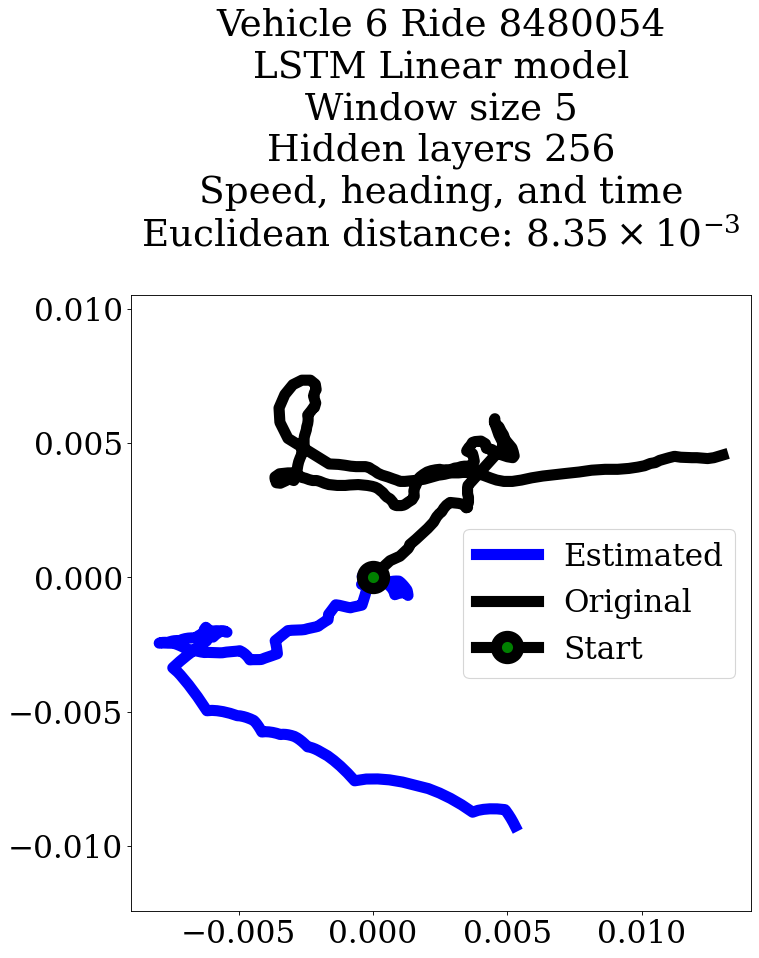 Vehicle 6 Ride 8480054
LSTM Linear model
Window size 5
Hidden layers 256
Speed, heading, and time
Euclidean distance: 8.35 × 10⁻³
0.010
0.005
0.000
−0.005
−0.010
Estimated
Original
Start
−0.005 0.000 0.005 0.010